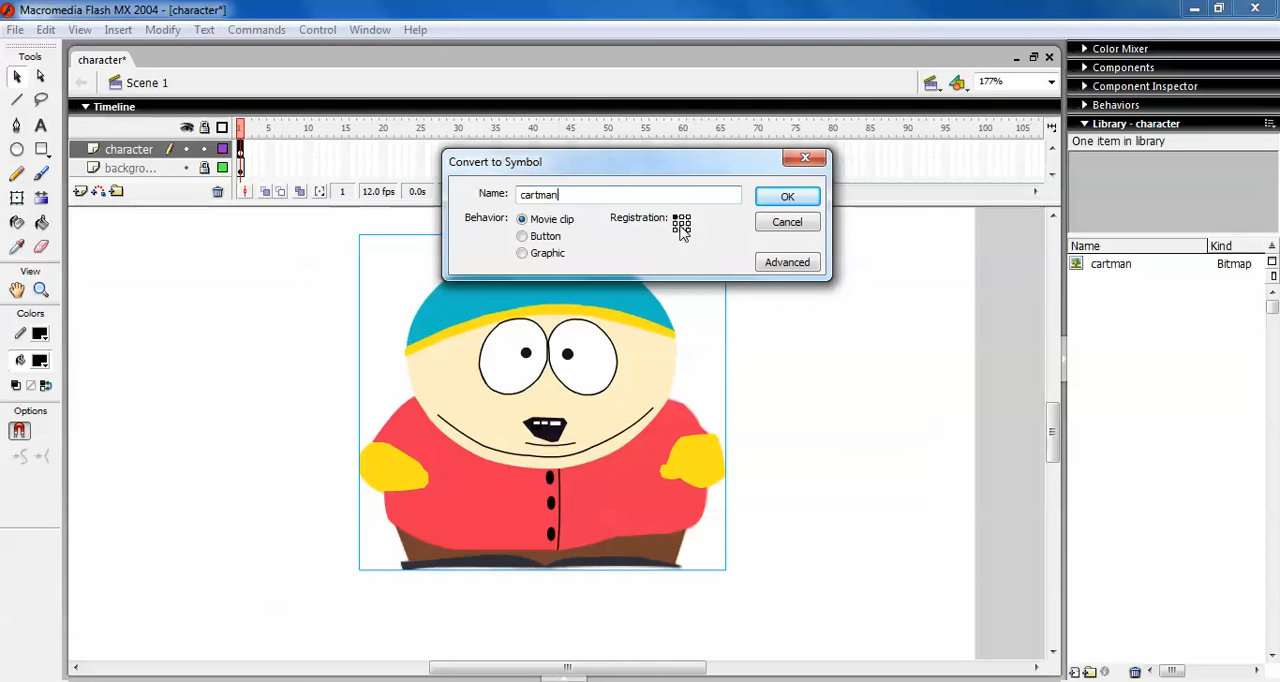 Macromedia Flash MX 2004 - [character*]
File Edit View Insert Modify Text Commands Control Window Help
Tools
character*
Scene 1
177%
Timeline
1 5 10 15 20 25 30 35 40 45 50 55 60 65 70 75 80 85 90 95 100 105
character
backgro...
1 12.0 fps 0.0s
View
Colors
Options
Convert to Symbol
Name: cartman
OK
Behavior: Movie clip Registration:
Cancel
Button
Graphic
Advanced
Color Mixer
Components
Component Inspector
Behaviors
Library - character
One item in library
Name Kind
cartman Bitmap